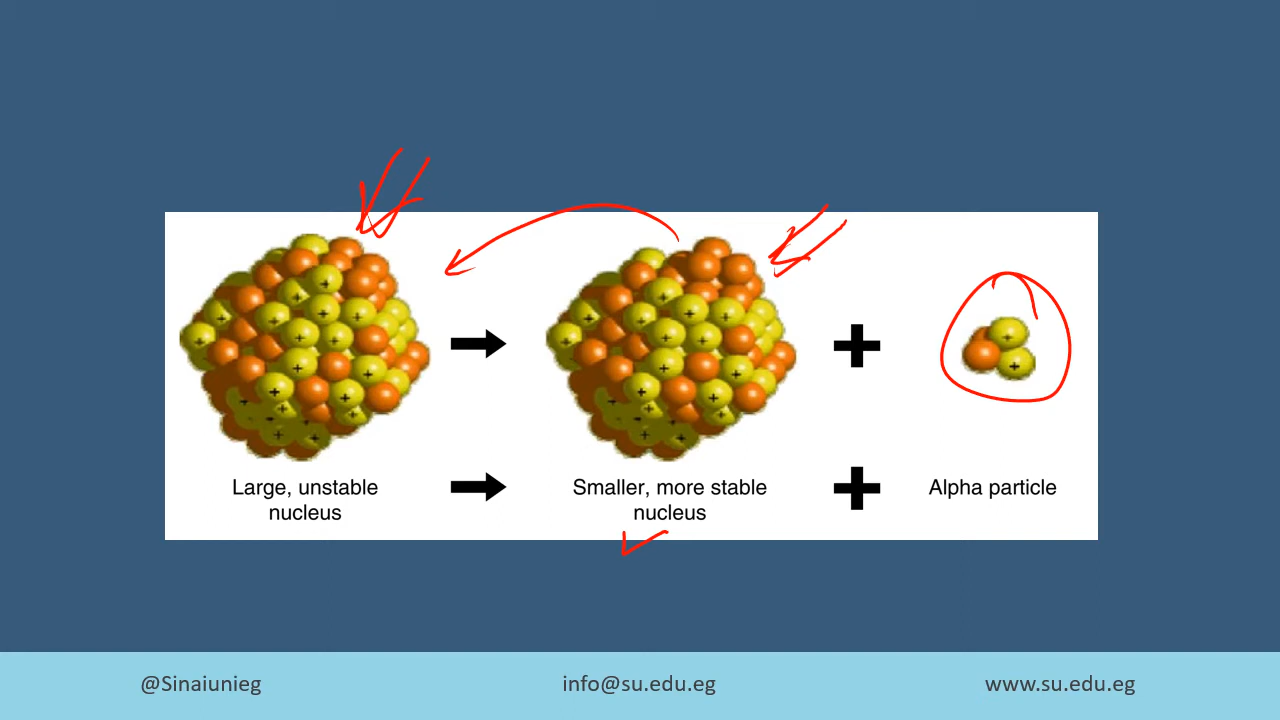 Large, unstable
nucleus
Smaller, more stable
nucleus
Alpha particle
@Sinaiunieg
info@su.edu.eg
www.su.edu.eg